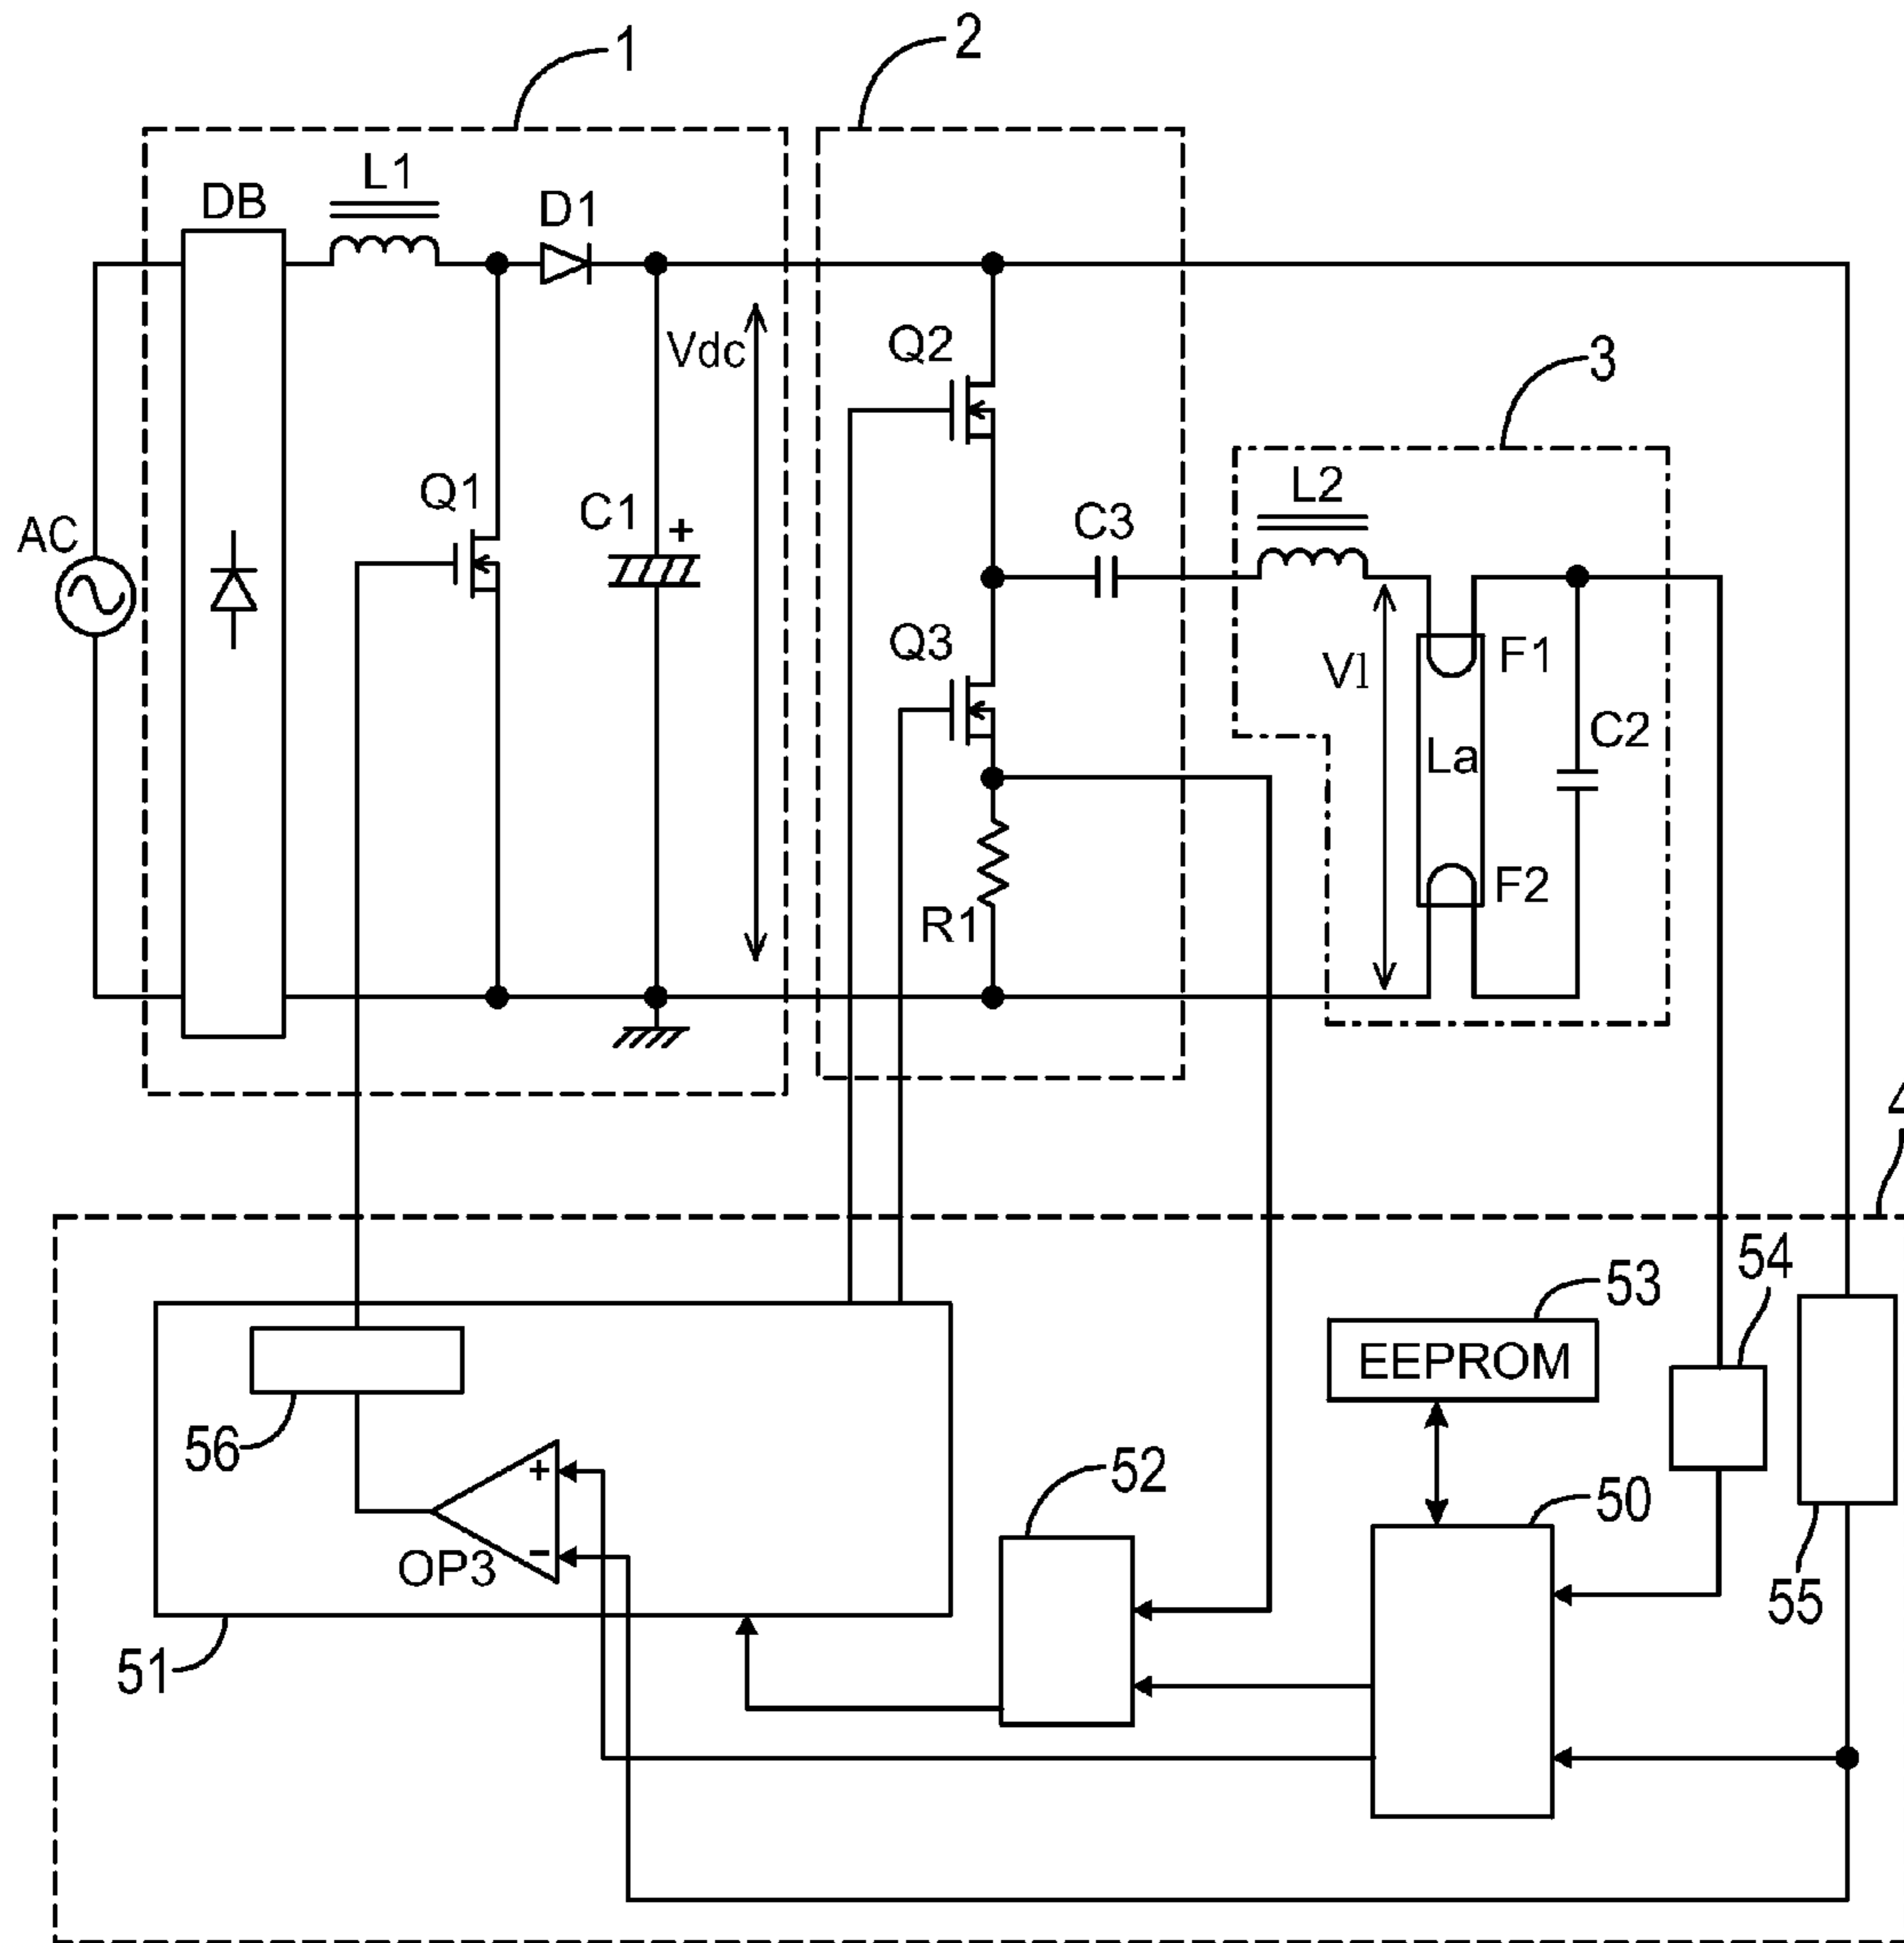 1
2
L1
DB
D1
Vdc
Q2
3
L2
Q1
C1
+
C3
AC
Q3
F1
Vl
C2
La
F2
R1
4
54
53
EEPROM
56
+
52
50
OP3
-
55
51